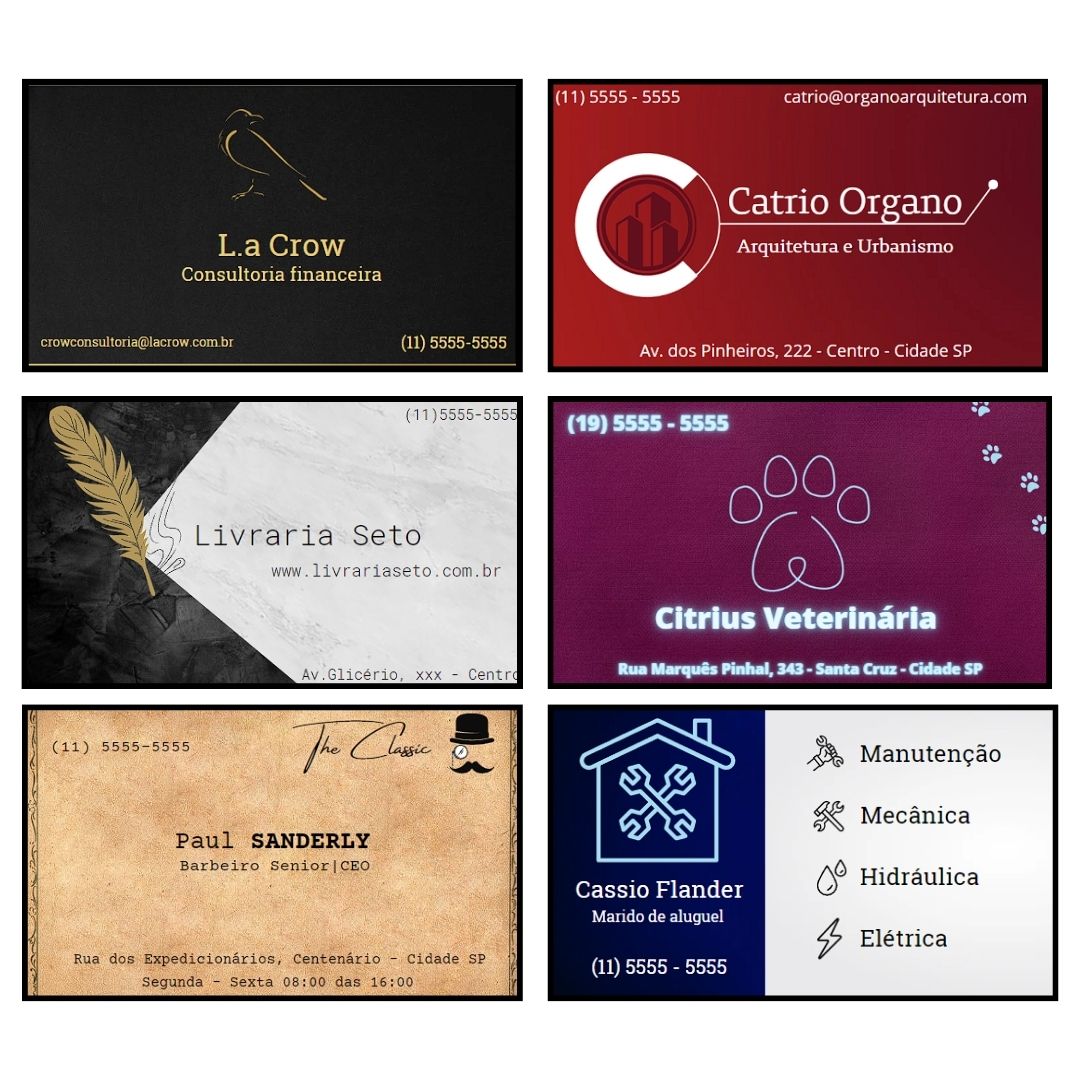 L.a Crow
Consultoria financeira
crowconsultoria@lacrow.com.br
(11) 5555-5555
(11) 5555 - 5555
catrio@organoarquitetura.com
Catrio Organo
Arquitetura e Urbanismo
Av. dos Pinheiros, 222 - Centro - Cidade SP
(11)5555-5555
Livraria Seto
www.livrariaseto.com.br
Av.Glicério, xxx - Centro
(19) 5555 - 5555
Citrius Veterinária
Rua Marquês Pinhal, 343 - Santa Cruz - Cidade SP
(11) 5555-5555
The Classic
Paul SANDERLY
Barbeiro Senior|CEO
Rua dos Expedicionários, Centenário - Cidade SP
Segunda - Sexta 08:00 das 16:00
Cassio Flander
Marido de aluguel
(11) 5555 - 5555
Manutenção
Mecânica
Hidráulica
Elétrica